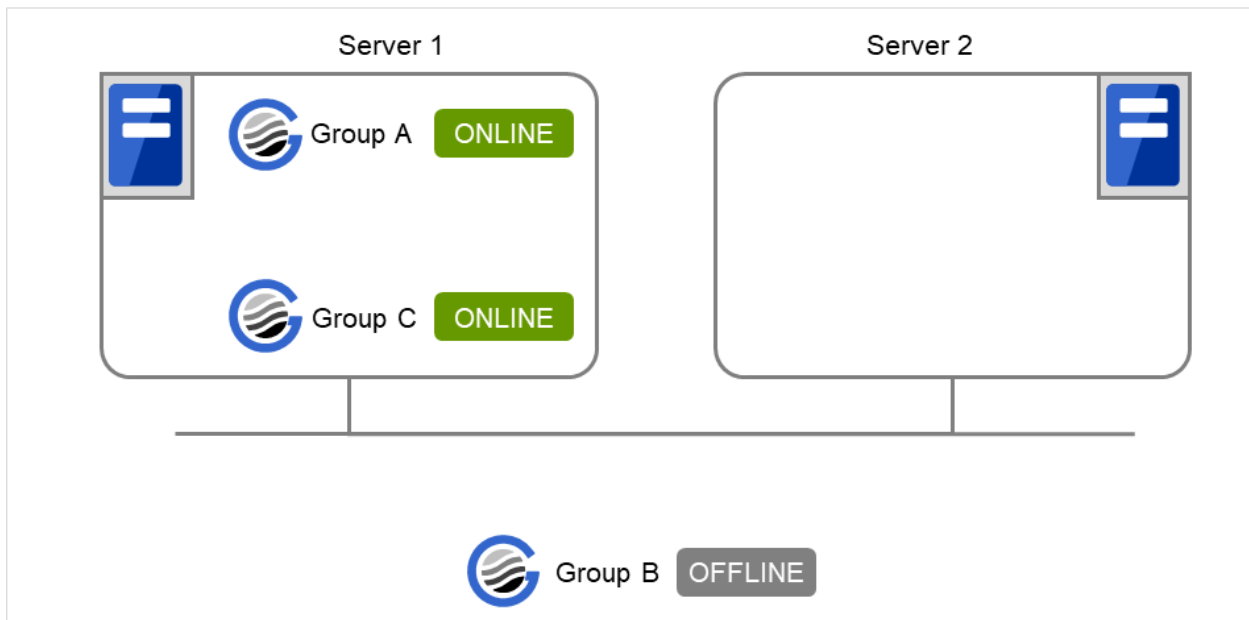 Server 1
Server 2
Group A ONLINE
Group C ONLINE
Group B OFFLINE